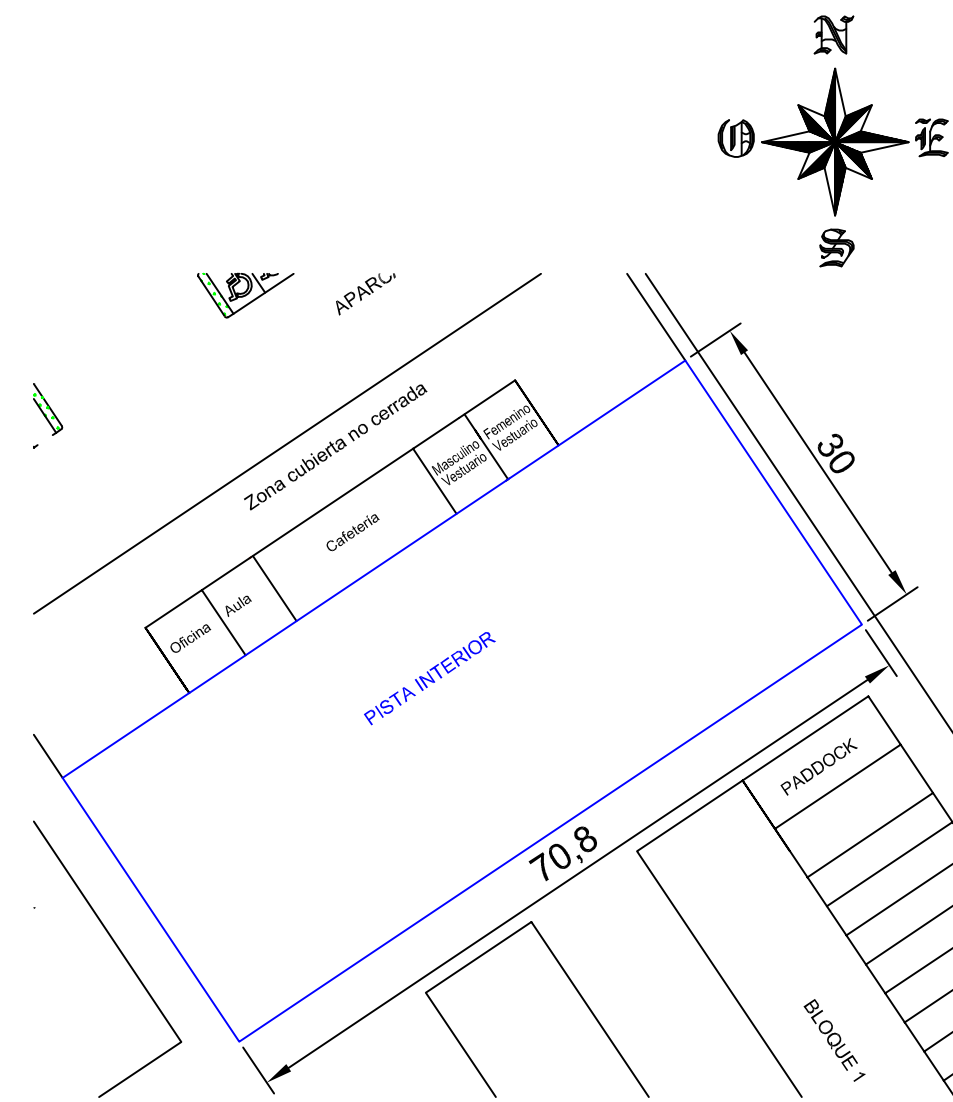 N
O
E
S
APARC
Zona cubierta no cerrada
30
Femenino
Vestuario
Masculino
Vestuario
Cafetería
Aula
Oficina
PISTA INTERIOR
PADDOCK
70,8
BLOQUE 1